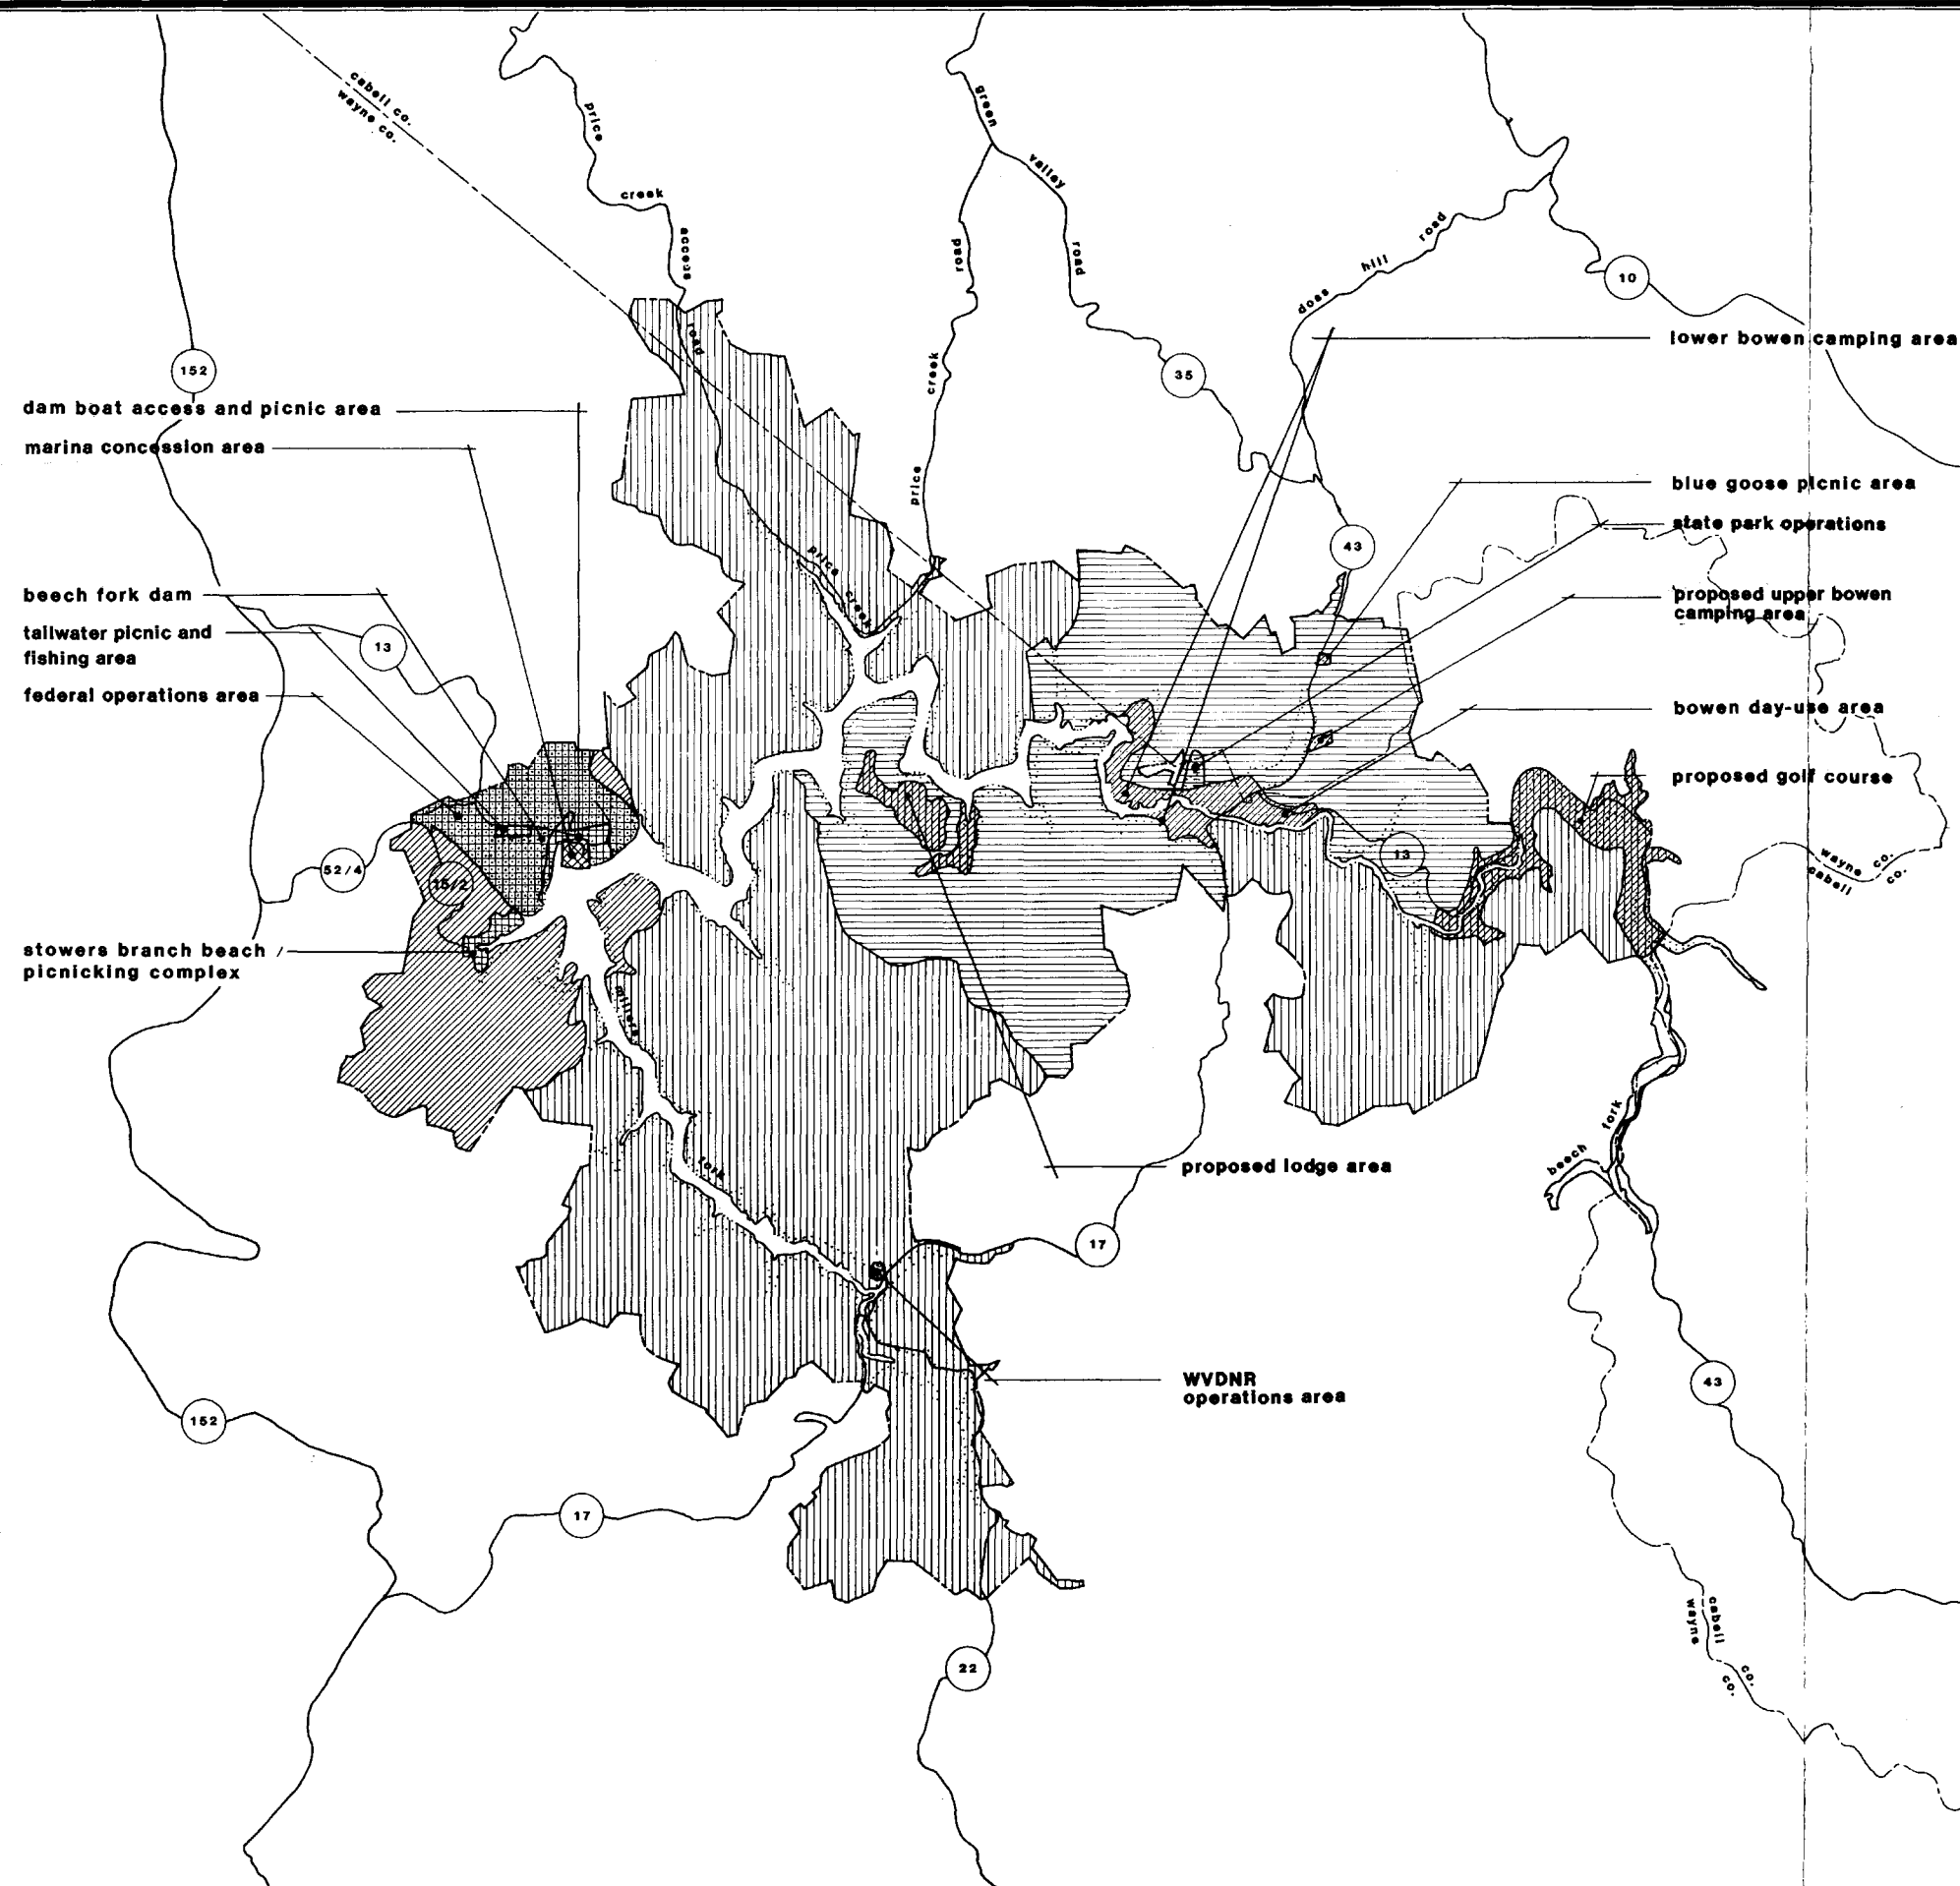 cabell co.
wayne co.
price
creek
access
road
green
valley
road
road
creek
price
doss
hill
road
10
152
35
lower bowen camping area
dam boat access and picnic area
marina concession area
blue goose picnic area
state park operations
43
price
creek
beech fork dam
proposed upper bowen
camping area
tailwater picnic and
fishing area
13
federal operations area
bowen day-use area
proposed golf course
13
wayne co.
cabell co.
52/4
15/2
stowers branch beach
picnicking complex
millers
fork
beech
fork
proposed lodge area
17
WVDNR
operations area
43
152
17
22
cabell
wayne
co.
co.